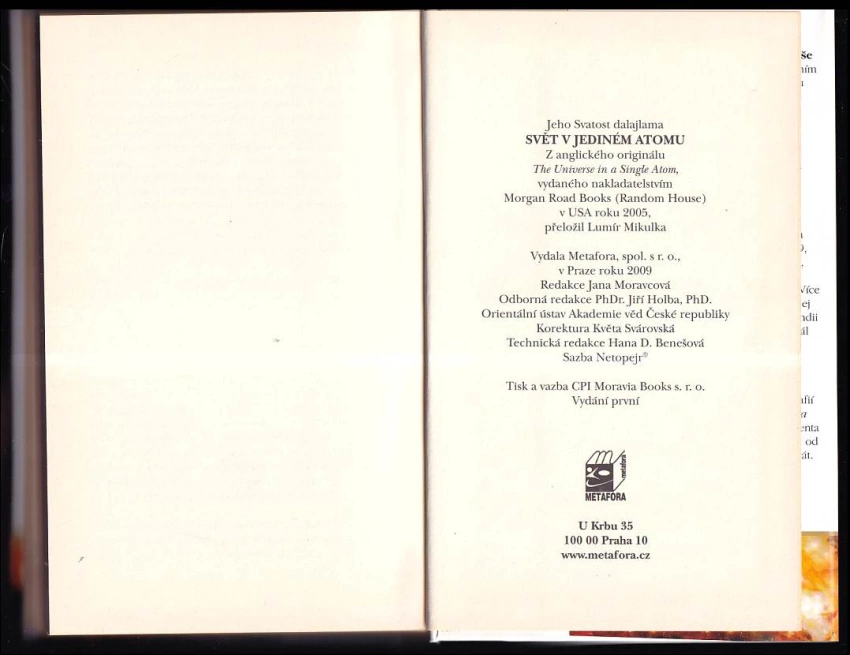 Jeho Svatost dalajlama
SVĚT V JEDINÉM ATOMU
Z anglického originálu
The Universe in a Single Atom,
vydaného nakladatelstvím
Morgan Road Books (Random House)
v USA roku 2005,
přeložil Lumír Mikulka
Vydala Metafora, spol. s r. o.,
v Praze roku 2009
Redakce Jana Moravcová
Odborná redakce PhDr. Jiří Holba, PhD.
Orientální ústav Akademie věd České republiky
Korektura Květa Svárovská
Technická redakce Hana D. Benešová
Sazba Netopejr®
Tisk a vazba CPI Moravia Books s. r. o.
Vydání první
metafora
METAFORA
U Krbu 35
100 00 Praha 10
www.metafora.cz
Více
od